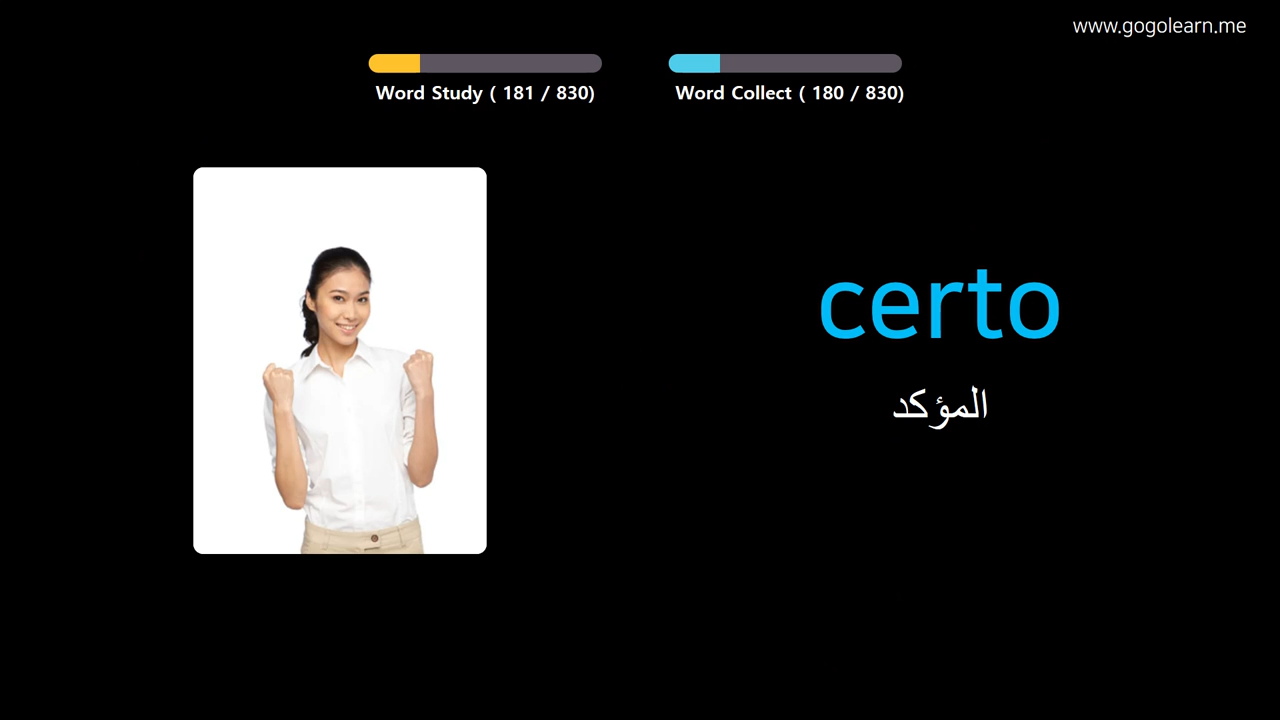 www.gogolearn.me
Word Study ( 181 / 830)
Word Collect ( 180 / 830)
certo
المؤكد